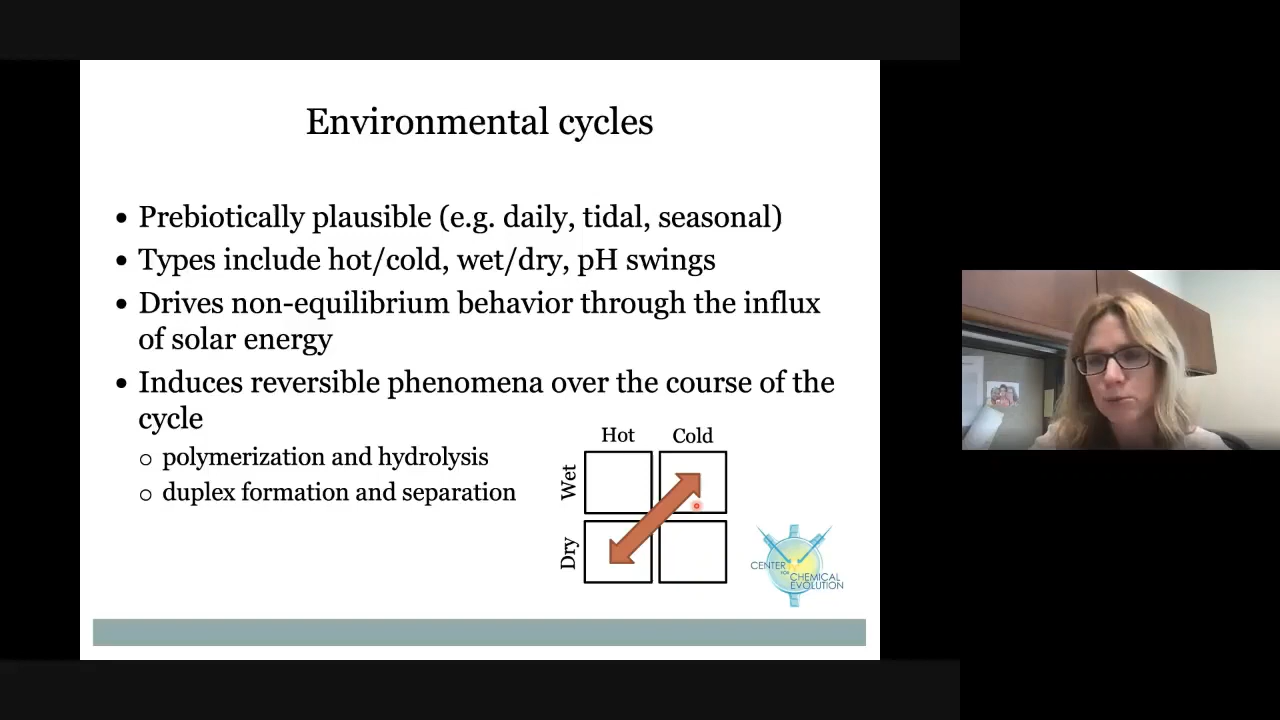 Environmental cycles
• Prebiotically plausible (e.g. daily, tidal, seasonal)
• Types include hot/cold, wet/dry, pH swings
• Drives non-equilibrium behavior through the influx
of solar energy
• Induces reversible phenomena over the course of the
cycle
○ polymerization and hydrolysis
○ duplex formation and separation
Hot Cold
Wet
Dry
CENTER
FOR
CHEMICAL
EVOLUTION